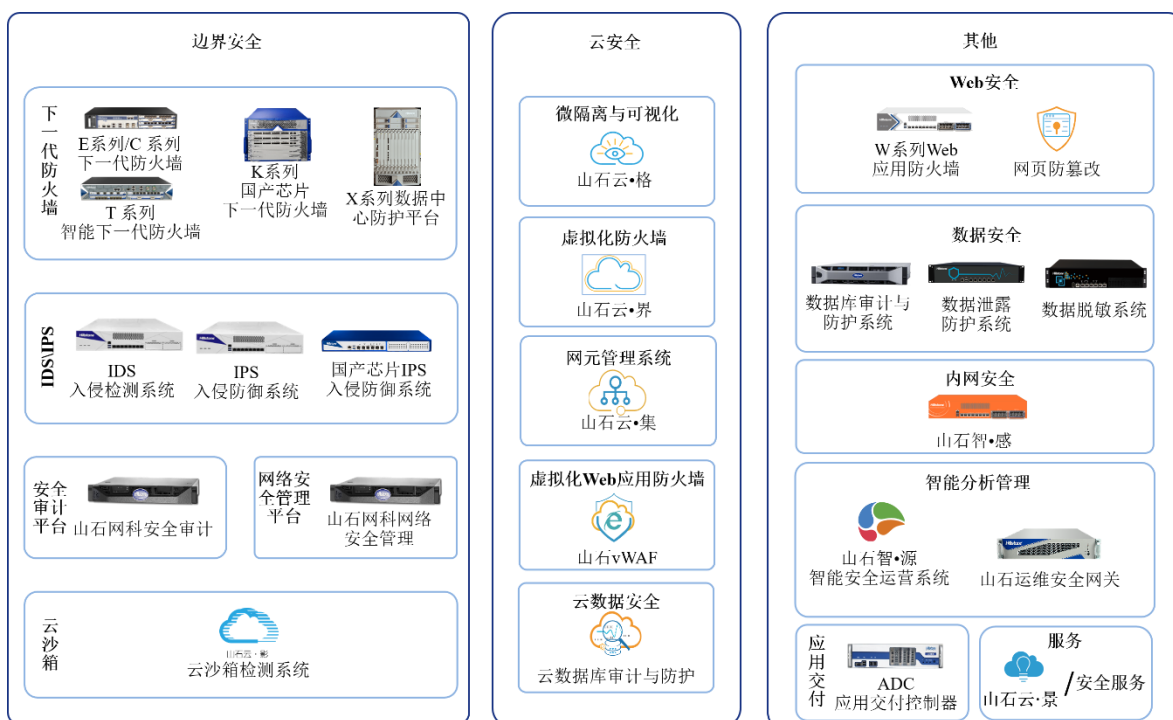 边界安全
下一代防火墙
E系列/C 系列
下一代防火墙
T 系列
智能下一代防火墙
K系列
国产芯片
下一代防火墙
X系列数据中
心防护平台
IDS\IPS
IDS
入侵检测系统
IPS
入侵防御系统
国产芯片IPS
入侵防御系统
安全
审计
平台
山石网科安全审计
网络安
全管理
平台
山石网科网络
安全管理
云沙箱
山石云·影
云沙箱检测系统
云安全
微隔离与可视化
山石云•格
虚拟化防火墙
山石云•界
网元管理系统
山石云•集
虚拟化Web应用防火墙
山石vWAF
云数据安全
云数据库审计与防护
其他
Web安全
W系列Web
应用防火墙
网页防篡改
数据安全
数据库审计与
防护系统
数据泄露
防护系统
数据脱敏系统
内网安全
山石智•感
智能分析管理
山石智•源
智能安全运营系统
山石运维安全网关
应用交付
ADC
应用交付控制器
服务
山石云·景
/安全服务